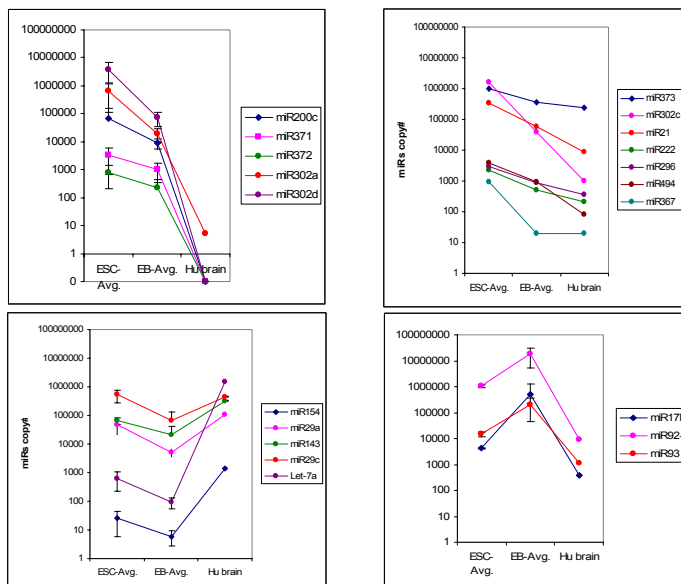 100000000
10000000
1000000
100000
10000
1000
100
10
1
0
ESC-
Avg.
EB-Avg.
Hu brain
miR200c
miR371
miR372
miR302a
miR302d
miRs copy#
100000000
10000000
1000000
100000
10000
1000
100
10
1
ESC-Avg.
EB-Avg.
Hu brain
miR373
miR302c
miR21
miR222
miR296
miR494
miR367
miRs copy#
100000000
10000000
1000000
100000
10000
1000
100
10
1
ESC-Avg.
EB-Avg.
Hu brain
miR154
miR29a
miR143
miR29c
Let-7a
100000000
10000000
1000000
100000
10000
1000
100
10
1
ESC-
Avg.
EB-Avg.
Hu brain
miR92-
miR93